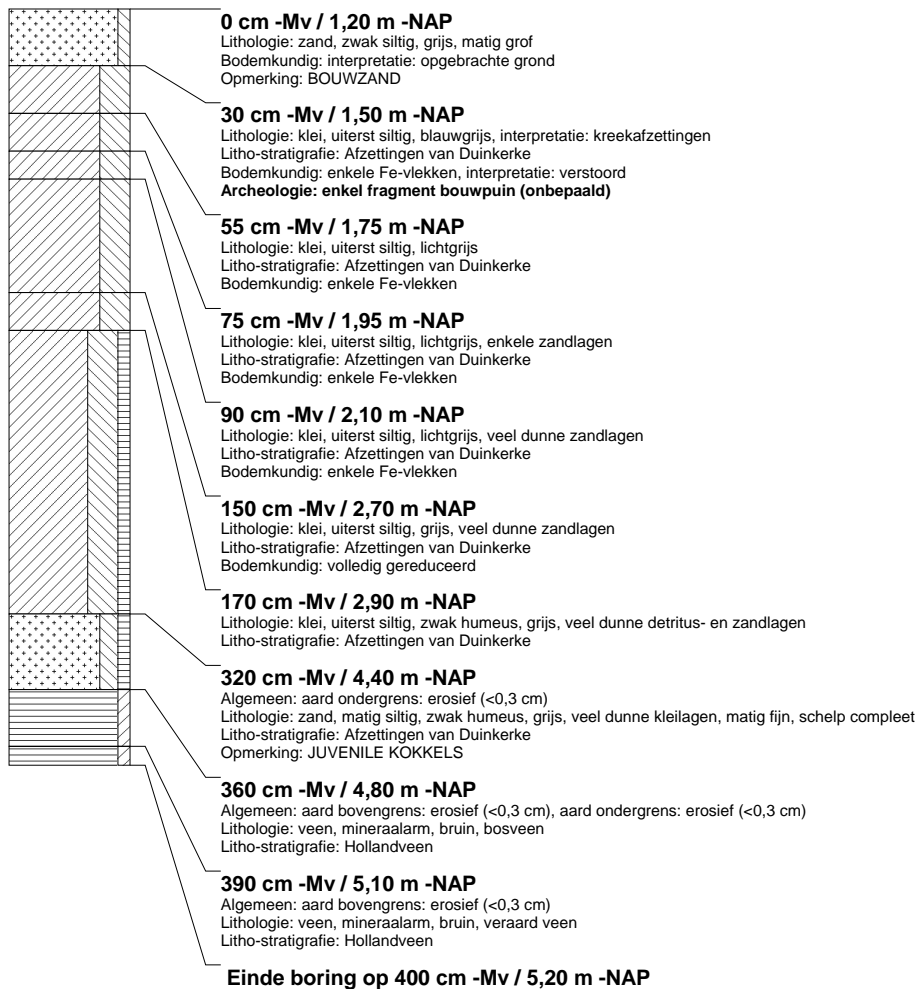 0 cm -Mv / 1,20 m -NAP
Lithologie: zand, zwak siltig, grijs, matig grof
Bodemkundig: interpretatie: opgebrachte grond
Opmerking: BOUWZAND
30 cm -Mv / 1,50 m -NAP
Lithologie: klei, uiterst siltig, blauwgrijs, interpretatie: kreekafzettingen
Litho-stratigrafie: Afzettingen van Duinkerke
Bodemkundig: enkele Fe-vlekken, interpretatie: verstoord
Archeologie: enkel fragment bouwpuin (onbepaald)
55 cm -Mv / 1,75 m -NAP
Lithologie: klei, uiterst siltig, lichtgrijs
Litho-stratigrafie: Afzettingen van Duinkerke
Bodemkundig: enkele Fe-vlekken
75 cm -Mv / 1,95 m -NAP
Lithologie: klei, uiterst siltig, lichtgrijs, enkele zandlagen
Litho-stratigrafie: Afzettingen van Duinkerke
Bodemkundig: enkele Fe-vlekken
90 cm -Mv / 2,10 m -NAP
Lithologie: klei, uiterst siltig, lichtgrijs, veel dunne zandlagen
Litho-stratigrafie: Afzettingen van Duinkerke
Bodemkundig: enkele Fe-vlekken
150 cm -Mv / 2,70 m -NAP
Lithologie: klei, uiterst siltig, grijs, veel dunne zandlagen
Litho-stratigrafie: Afzettingen van Duinkerke
Bodemkundig: volledig gereduceerd
170 cm -Mv / 2,90 m -NAP
Lithologie: klei, uiterst siltig, zwak humeus, grijs, veel dunne detritus- en zandlagen
Litho-stratigrafie: Afzettingen van Duinkerke
320 cm -Mv / 4,40 m -NAP
Algemeen: aard ondergrens: erosief (<0,3 cm)
Lithologie: zand, matig siltig, zwak humeus, grijs, veel dunne kleilagen, matig fijn, schelp compleet
Litho-stratigrafie: Afzettingen van Duinkerke
Opmerking: JUVENILE KOKKELS
360 cm -Mv / 4,80 m -NAP
Algemeen: aard bovengrens: erosief (<0,3 cm), aard ondergrens: erosief (<0,3 cm)
Lithologie: veen, mineraalarm, bruin, bosveen
Litho-stratigrafie: Hollandveen
390 cm -Mv / 5,10 m -NAP
Algemeen: aard bovengrens: erosief (<0,3 cm)
Lithologie: veen, mineraalarm, bruin, veraard veen
Litho-stratigrafie: Hollandveen
Einde boring op 400 cm -Mv / 5,20 m -NAP